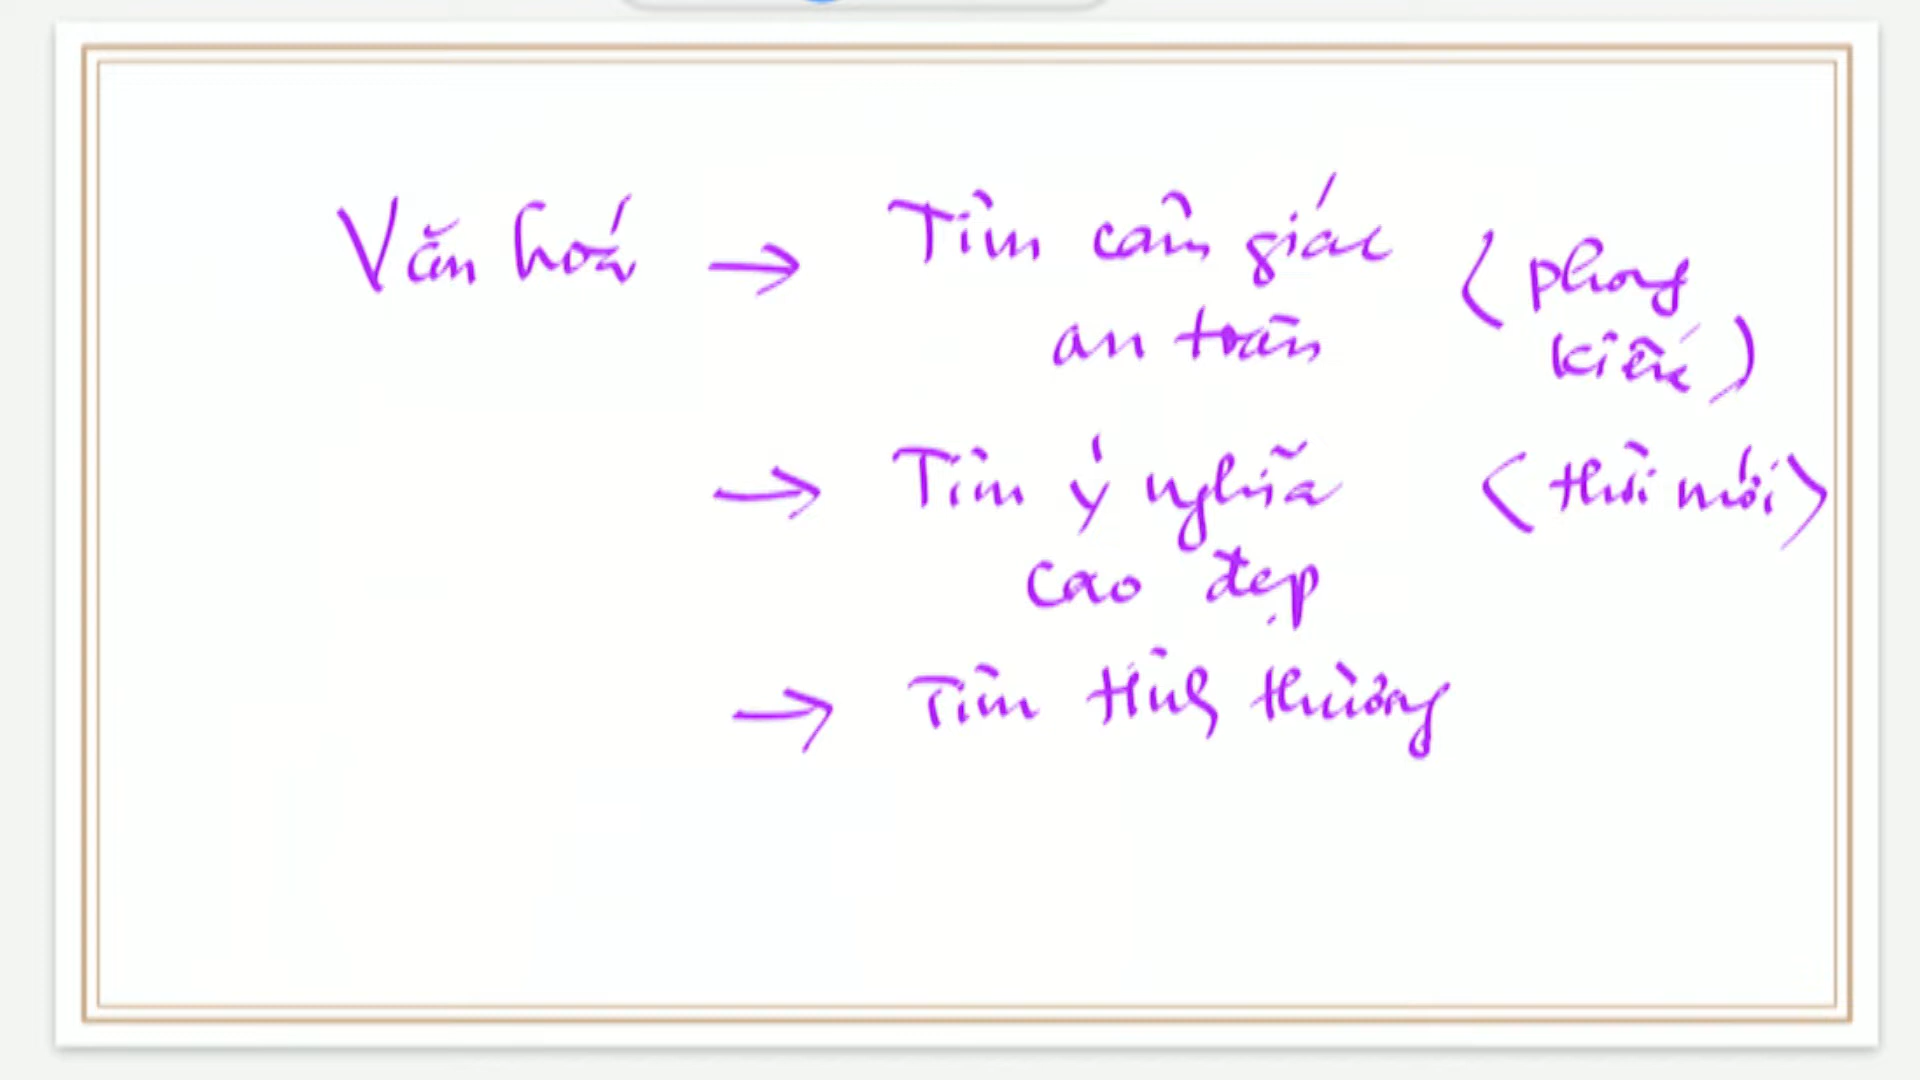 Văn hoá → Tìm cảm giác (phong
an toàn kiến)
→ Tìm ý nghĩa (thời mới)
cao đẹp
→ Tìm tình thương